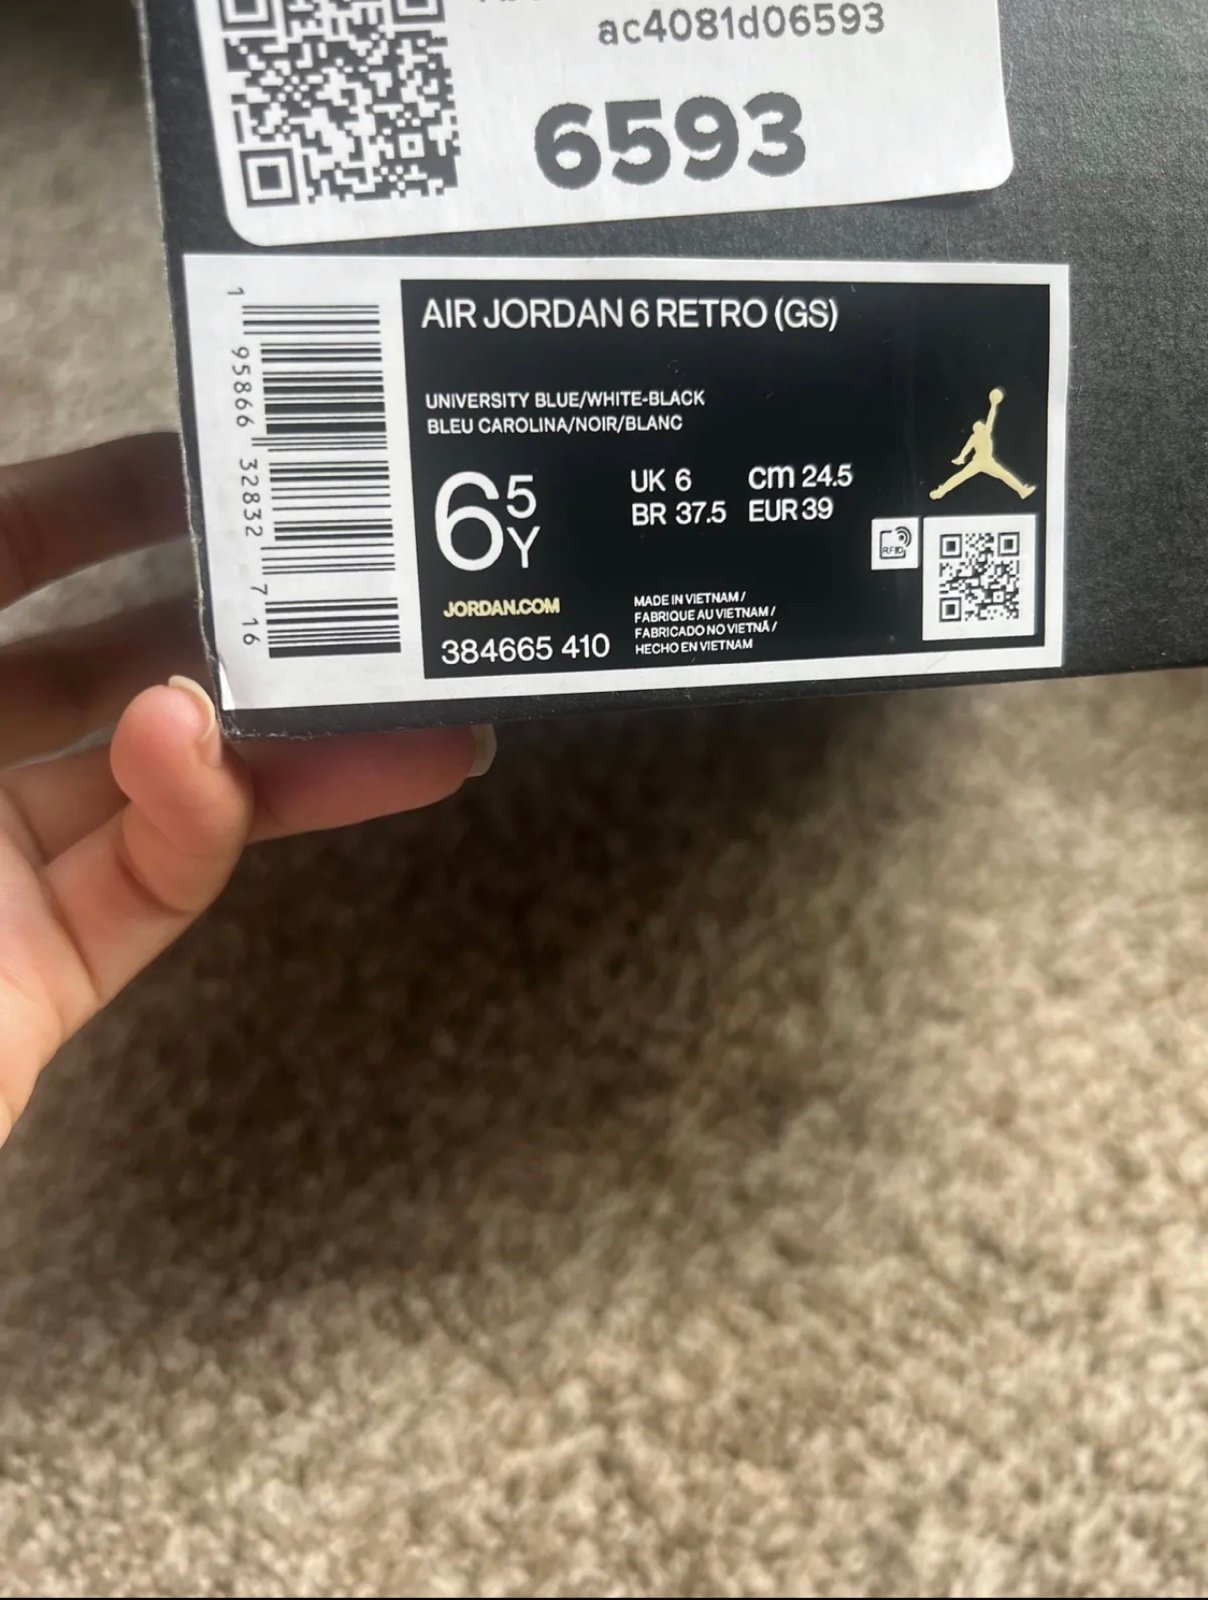 ac4081d06593
6593
AIR JORDAN 6 RETRO (GS)
UNIVERSITY BLUE/WHITE-BLACK
BLEU CAROLINA/NOIR/BLANC
6 5 Y
UK 6 cm 24.5
BR 37.5 EUR 39
RFID
JORDAN.COM
384665 410
MADE IN VIETNAM /
FABRIQUE AU VIETNAM /
FABRICADO NO VIETNÃ /
HECHO EN VIETNAM
1 95866 32832 7 16